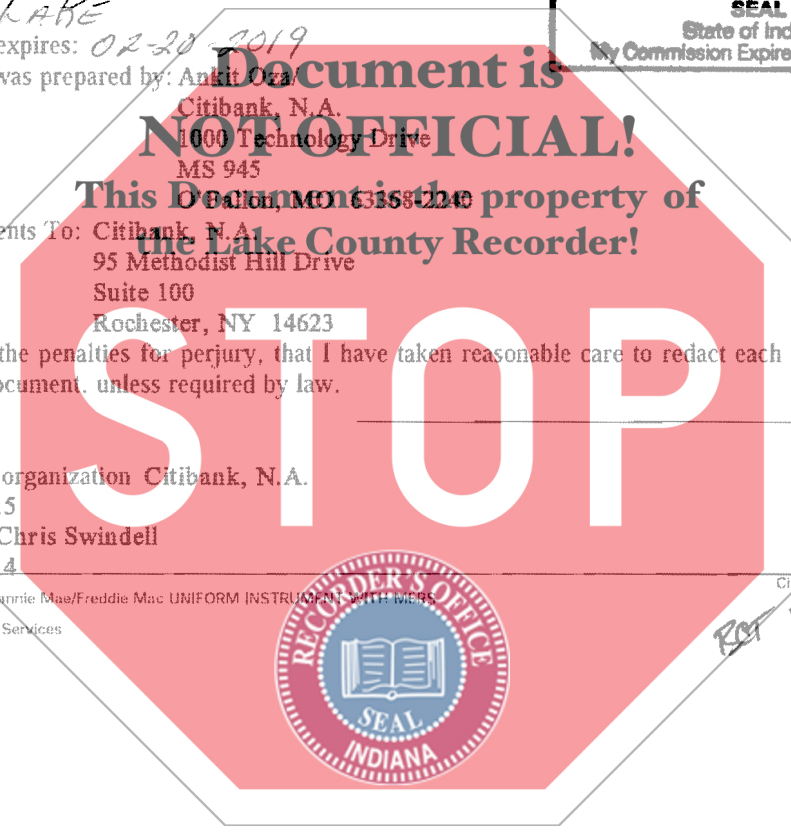 LAKE
SEAL
State of Ind
expires: 02-20-2019
My Commission Expire
was prepared by: Ankit Oza/
Document is
Citibank, N.A.
1000 Technology Drive
NOT OFFICIAL!
MS 945
O'Fallon, MO 63368-2240
This Document is the property of
ents To: Citibank, N.A.
the Lake County Recorder!
95 Methodist Hill Drive
Suite 100
Rochester, NY 14623
the penalties for perjury, that I have taken reasonable care to redact each
ocument. unless required by law.
STOP
organization Citibank, N.A.
5
Chris Swindell
4
Ci
annie Mae/Freddie Mac UNIFORM INSTRUMENT WITH MERS
Services
RECORDER'S OFFICE
SEAL
INDIANA